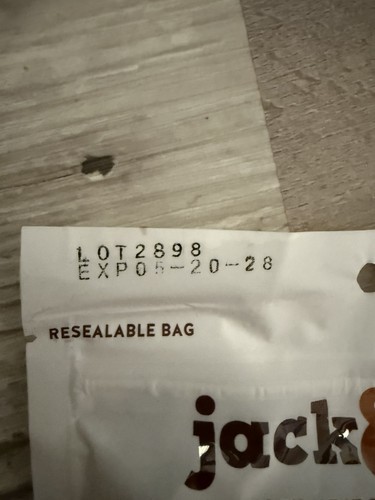 LOT2898
EXP05-20-28
RESEALABLE BAG
jack